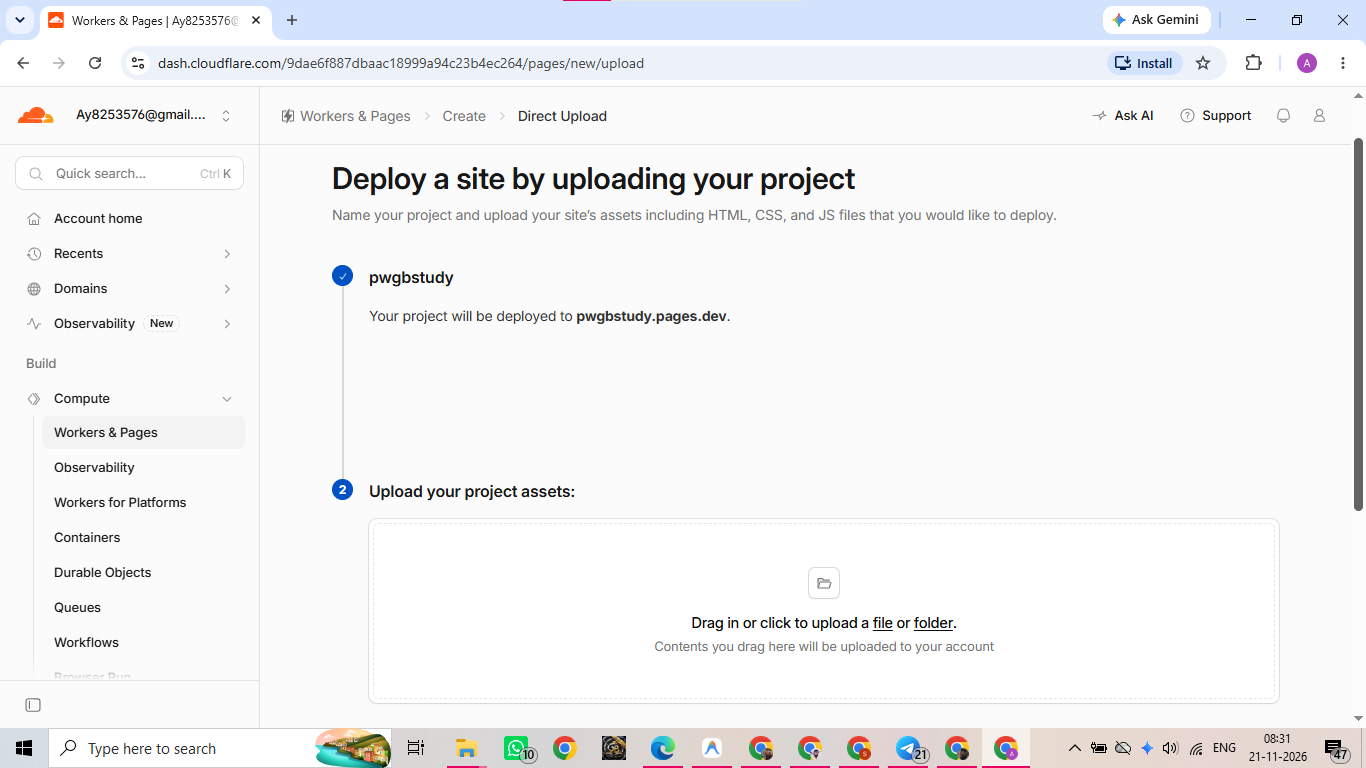 Workers & Pages | Ay8253576@
Ask Gemini
dash.cloudflare.com/9dae6f887dbaac18999a94c23b4ec264/pages/new/upload
Install
A
Ay8253576@gmail....
Workers & Pages
Create
Direct Upload
Ask AI
Support
Quick search...
Ctrl K
Account home
Recents
Domains
Observability
New
Build
Compute
Workers & Pages
Observability
Workers for Platforms
Containers
Durable Objects
Queues
Workflows
Browser Run
Deploy a site by uploading your project
Name your project and upload your site's assets including HTML, CSS, and JS files that you would like to deploy.
pwgbstudy
Your project will be deployed to pwgbstudy.pages.dev.
2
Upload your project assets:
Drag in or click to upload a file or folder.
Contents you drag here will be uploaded to your account
Type here to search
10
21
ENG
08:31
21-11-2026
47